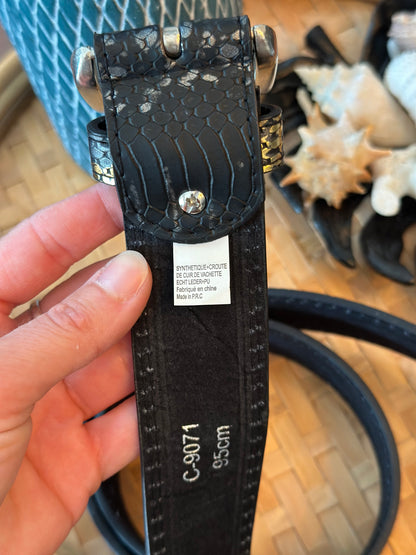 SYNTHETIQUE+CROUTE
DE CUIR DE VACHETTE
ECHT LEDER+PU
Fabriqué en chine
Made in P.R.C
C-9071
95cm